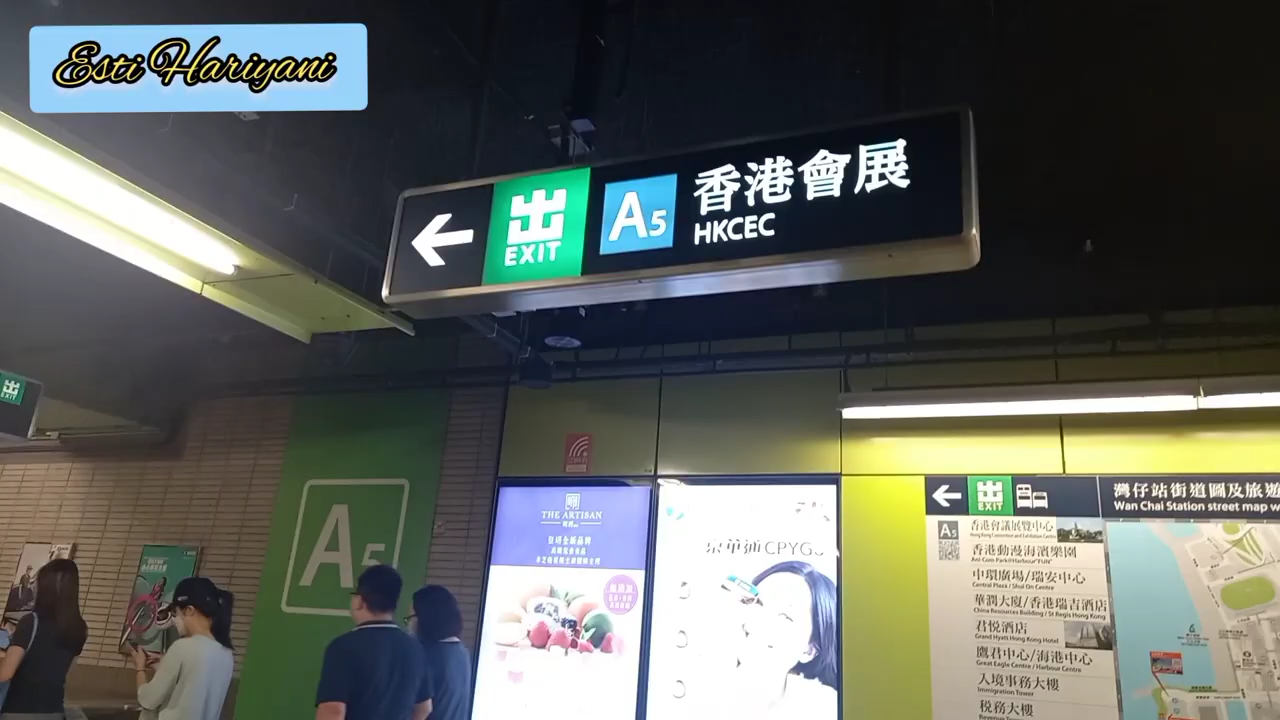 Esti Hariyani
出 EXIT A5 香港會展
HKCEC
出
EXIT
A5
THE ARTISAN
出 EXIT
灣仔站街道圖及旅遊
Wan Chai Station street map w
A5 香港會議展覽中心
Hong Kong Convention and Exhibition Centre
香港動漫海濱樂園
Ani-Com Park@Harbour"FUN"
中環廣場/瑞安中心
Central Plaza / Shui On Centre
華潤大廈/香港瑞吉酒店
China Resources Building / St Regis Hong Kong
君悦酒店
Grand Hyatt Hong Kong Hotel
鷹君中心/海港中心
Great Eagle Centre / Harbour Centre
入境事務大樓
Immigration Tower
稅務大樓